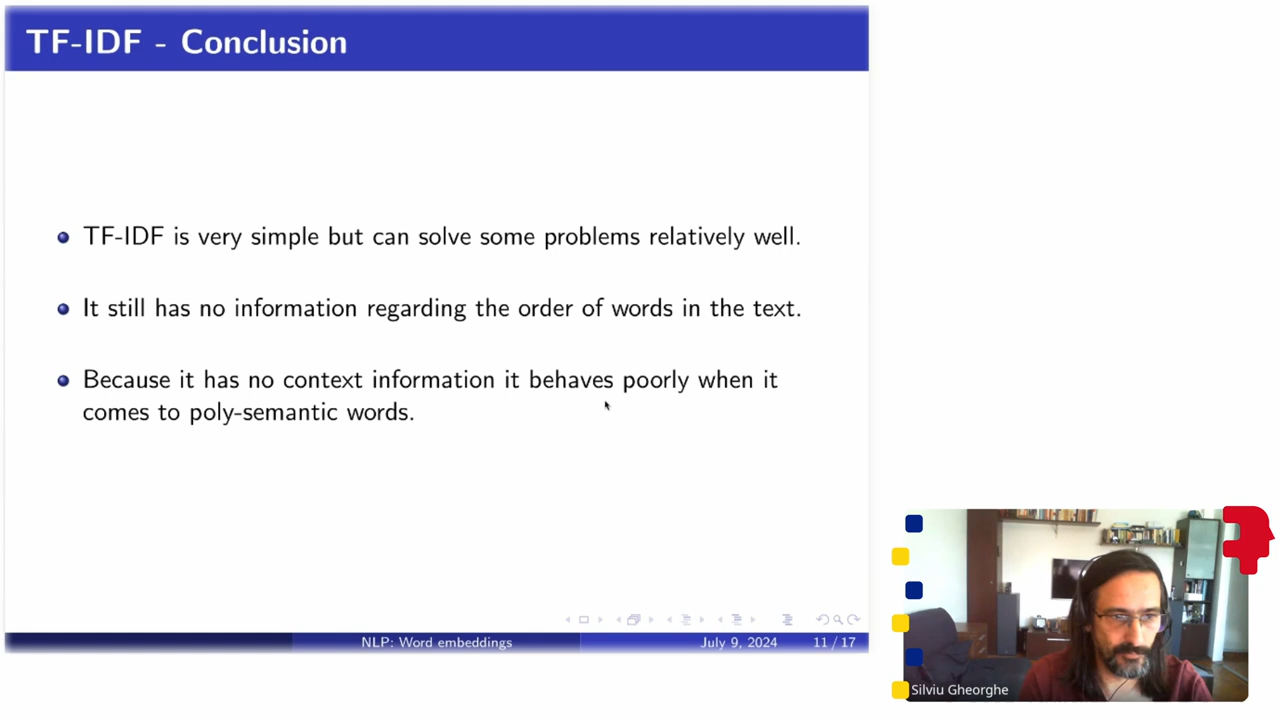 TF-IDF - Conclusion
TF-IDF is very simple but can solve some problems relatively well.
It still has no information regarding the order of words in the text.
Because it has no context information it behaves poorly when it
comes to poly-semantic words.
NLP: Word embeddings
July 9, 2024
11 / 17
Silviu Gheorghe